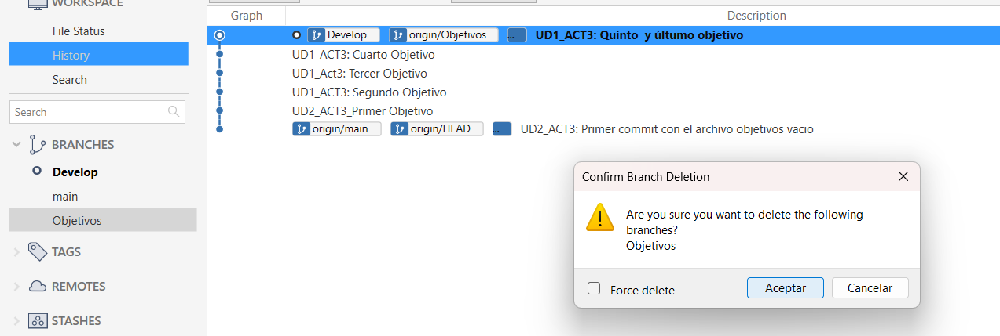 WORKSPACE
File Status
History
Search
Search
BRANCHES
Develop
main
Objetivos
TAGS
REMOTES
STASHES
Graph
Description
Develop
origin/Objetivos
...
UD1_ACT3: Quinto  y últumo objetivo
UD1_ACT3: Cuarto Objetivo
UD1_Act3: Tercer Objetivo
UD1_ACT3: Segundo Objetivo
UD2_ACT3_Primer Objetivo
origin/main
origin/HEAD
...
UD2_ACT3: Primer commit con el archivo objetivos vacio
Confirm Branch Deletion
Are you sure you want to delete the following
branches?
Objetivos
Force delete
Aceptar
Cancelar